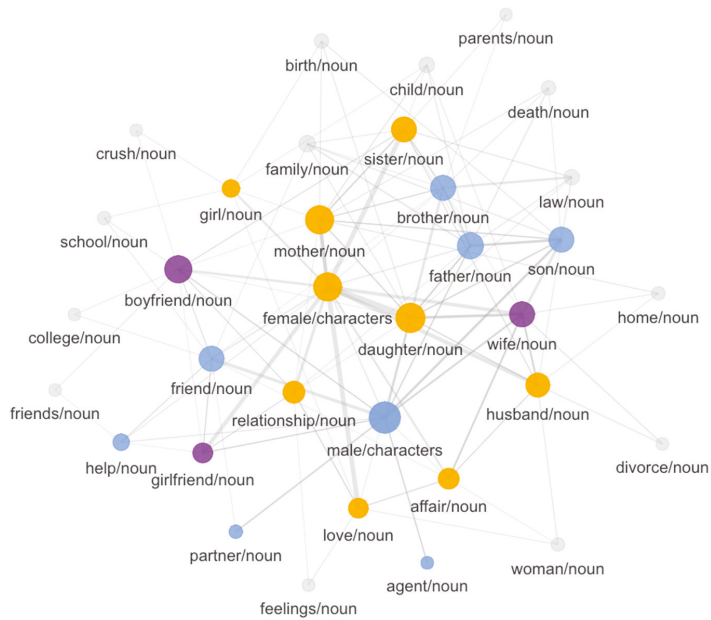 parents/noun
birth/noun
child/noun
death/noun
crush/noun
sister/noun
family/noun
law/noun
girl/noun
brother/noun
school/noun
mother/noun
father/noun
son/noun
boyfriend/noun
female/characters
home/noun
college/noun
daughter/noun
wife/noun
friend/noun
friends/noun
relationship/noun
husband/noun
male/characters
help/noun
girlfriend/noun
divorce/noun
affair/noun
love/noun
partner/noun
woman/noun
agent/noun
feelings/noun